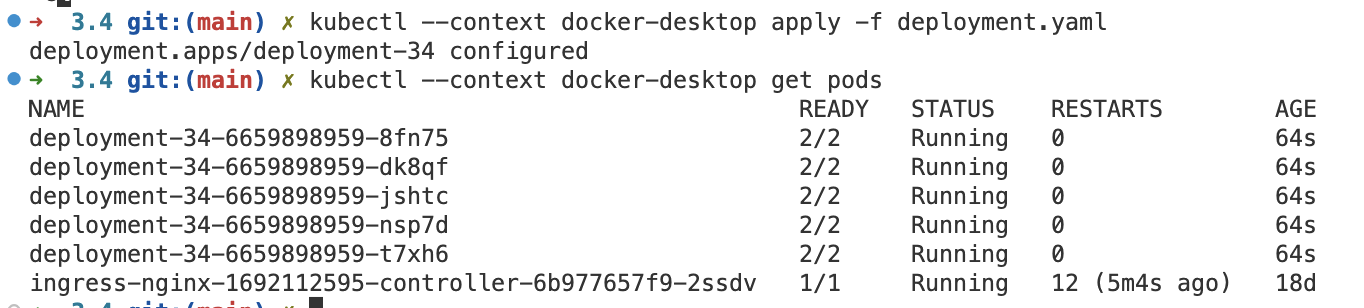 ➜ 3.4 git:(main) ✗ kubectl --context docker-desktop apply -f deployment.yaml
deployment.apps/deployment-34 configured
➜ 3.4 git:(main) ✗ kubectl --context docker-desktop get pods
NAME READY STATUS RESTARTS AGE
deployment-34-6659898959-8fn75 2/2 Running 0 64s
deployment-34-6659898959-dk8qf 2/2 Running 0 64s
deployment-34-6659898959-jshtc 2/2 Running 0 64s
deployment-34-6659898959-nsp7d 2/2 Running 0 64s
deployment-34-6659898959-t7xh6 2/2 Running 0 64s
ingress-nginx-1692112595-controller-6b977657f9-2ssdv 1/1 Running 12 (5m4s ago) 18d
➜ 3.4 git:(main) ✗